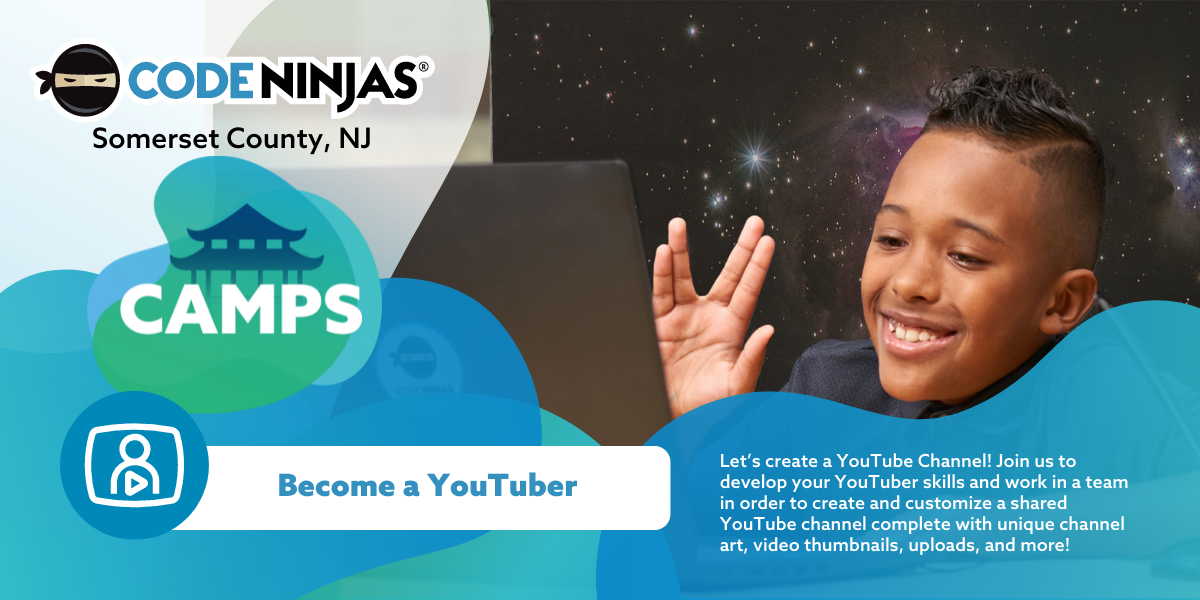 CODE NINJAS®
Somerset County, NJ
CAMPS
CODE NINJAS
Become a YouTuber
Let's create a YouTube Channel! Join us to
develop your YouTuber skills and work in a team
in order to create and customize a shared
YouTube channel complete with unique channel
art, video thumbnails, uploads, and more!